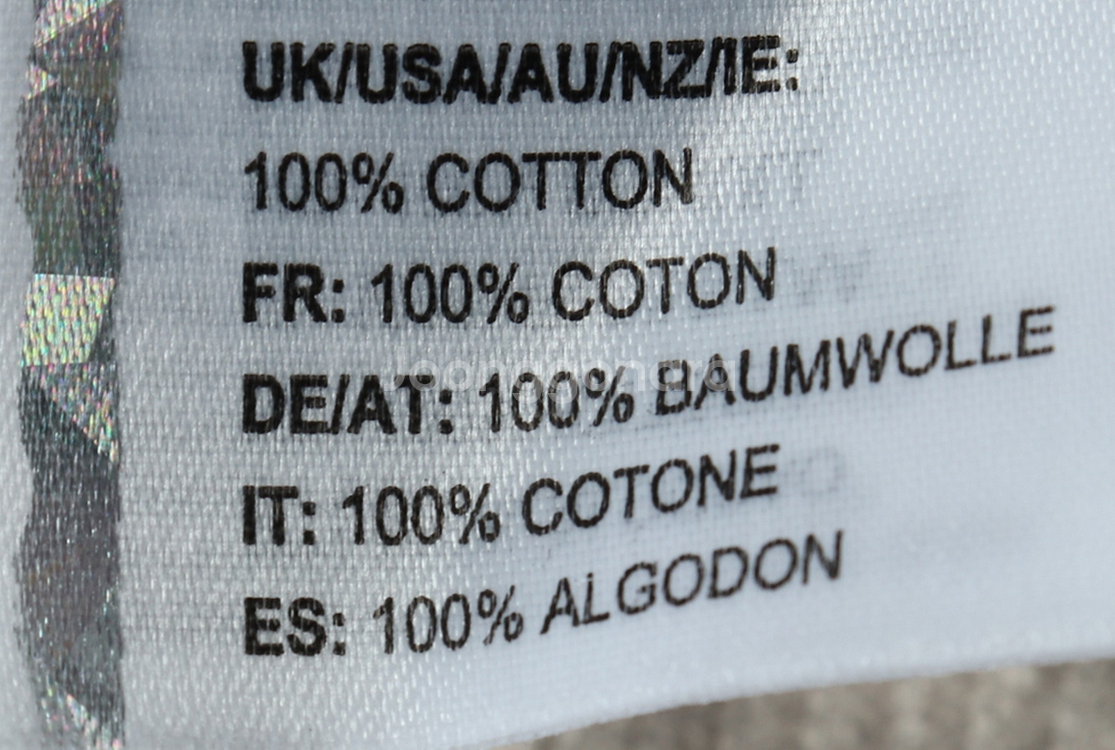 UK/USA/AU/NZ/IE:
100% COTTON
FR: 100% COTON
DE/AT: 100% BAUMWOLLE
IT: 100% COTONE
ES: 100% ALGODON